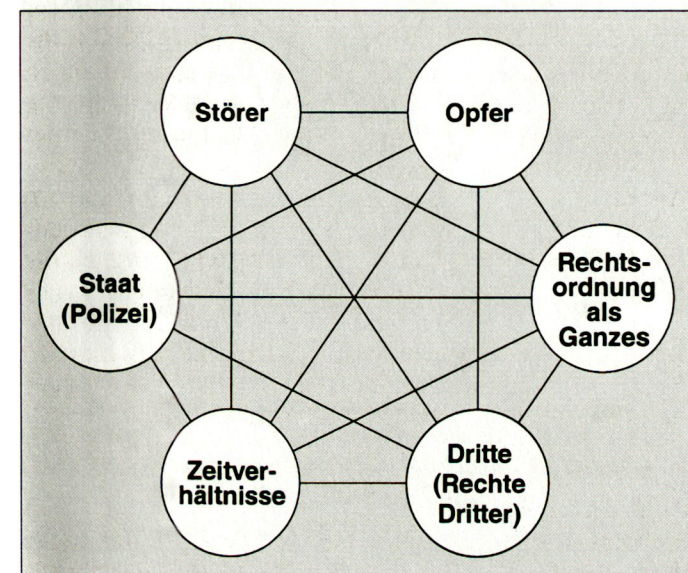 Störer
Opfer
Staat
(Polizei)
Rechts-
ordnung
als
Ganzes
Zeitver-
hältnisse
Dritte
(Rechte
Dritter)